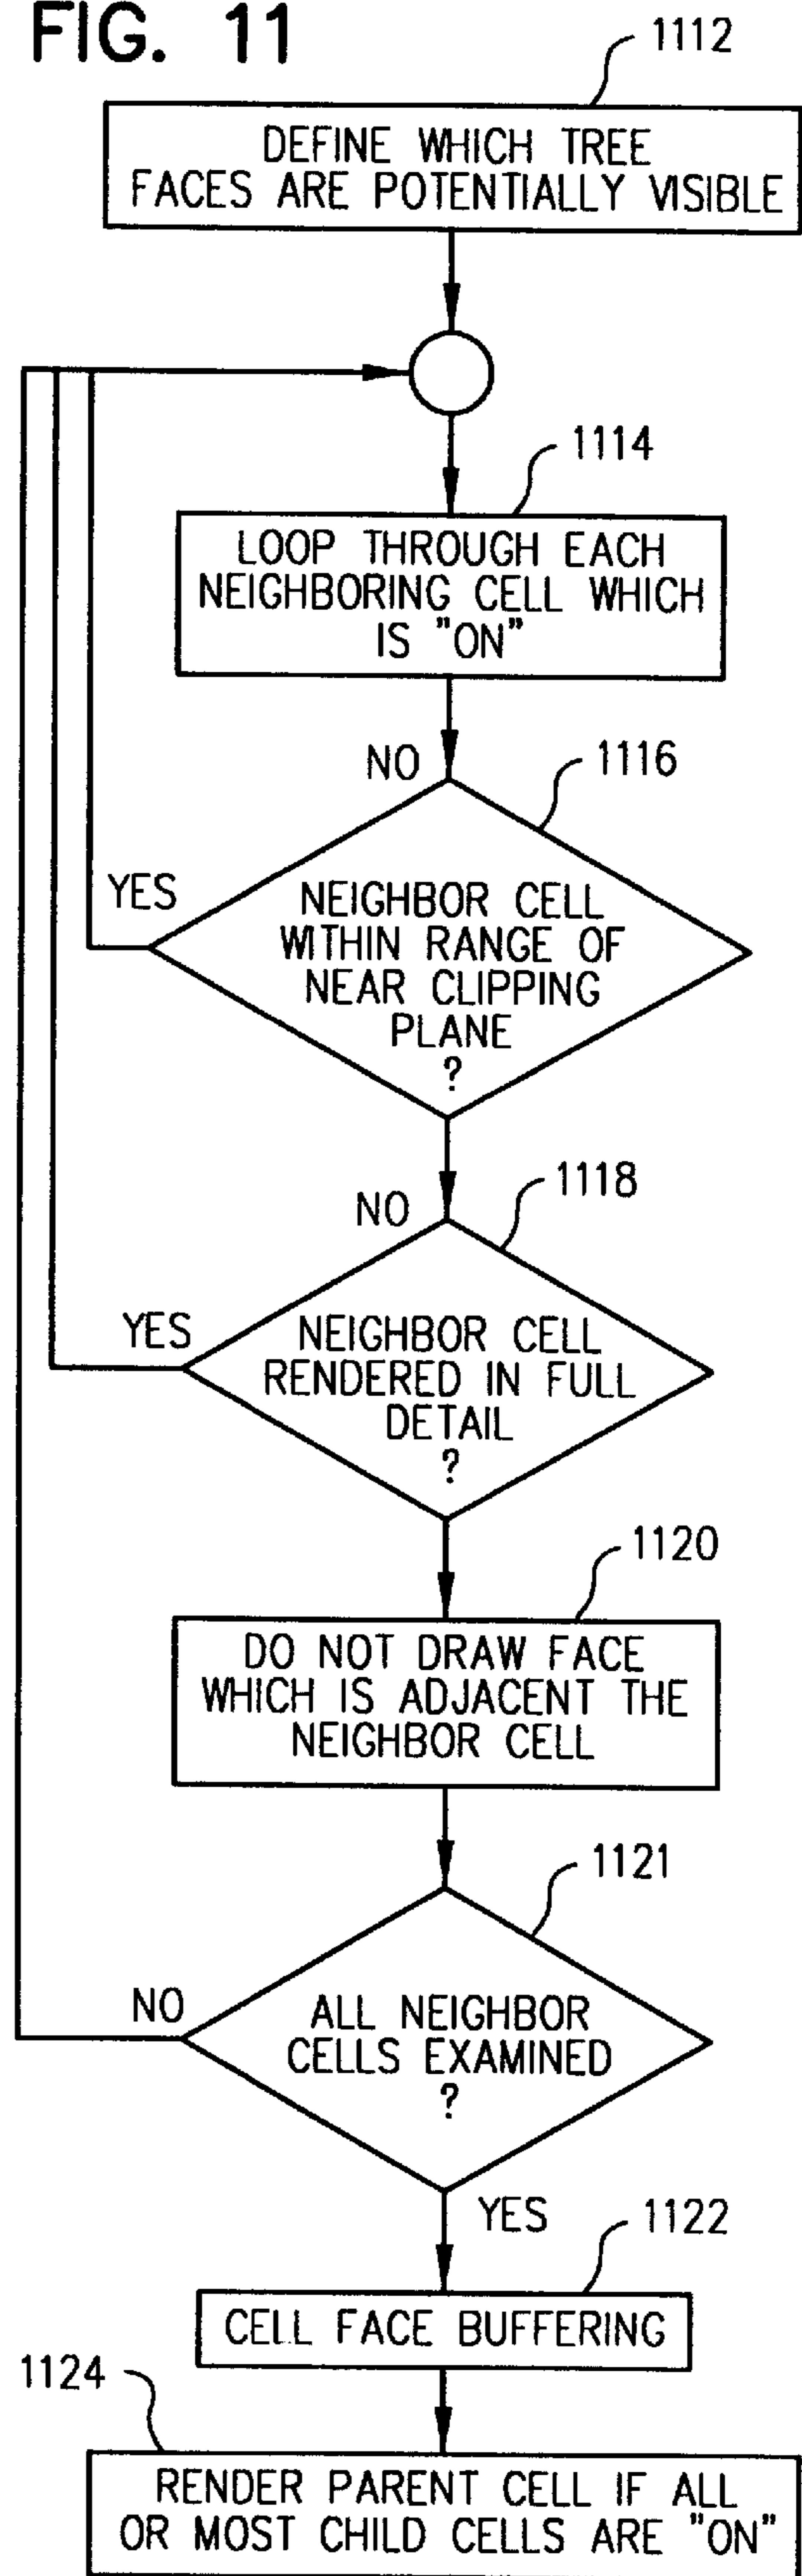 FIG. 11
1112
DEFINE WHICH TREE
FACES ARE POTENTIALLY VISIBLE
1114
LOOP THROUGH EACH
NEIGHBORING CELL WHICH
IS "ON"
NO
1116
YES
NEIGHBOR CELL
WITHIN RANGE OF
NEAR CLIPPING
PLANE
?
NO
1118
YES
NEIGHBOR CELL
RENDERED IN FULL
DETAIL
?
1120
DO NOT DRAW FACE
WHICH IS ADJACENT THE
NEIGHBOR CELL
1121
NO
ALL NEIGHBOR
CELLS EXAMINED
?
YES
1122
CELL FACE BUFFERING
1124
RENDER PARENT CELL IF ALL
OR MOST CHILD CELLS ARE "ON"